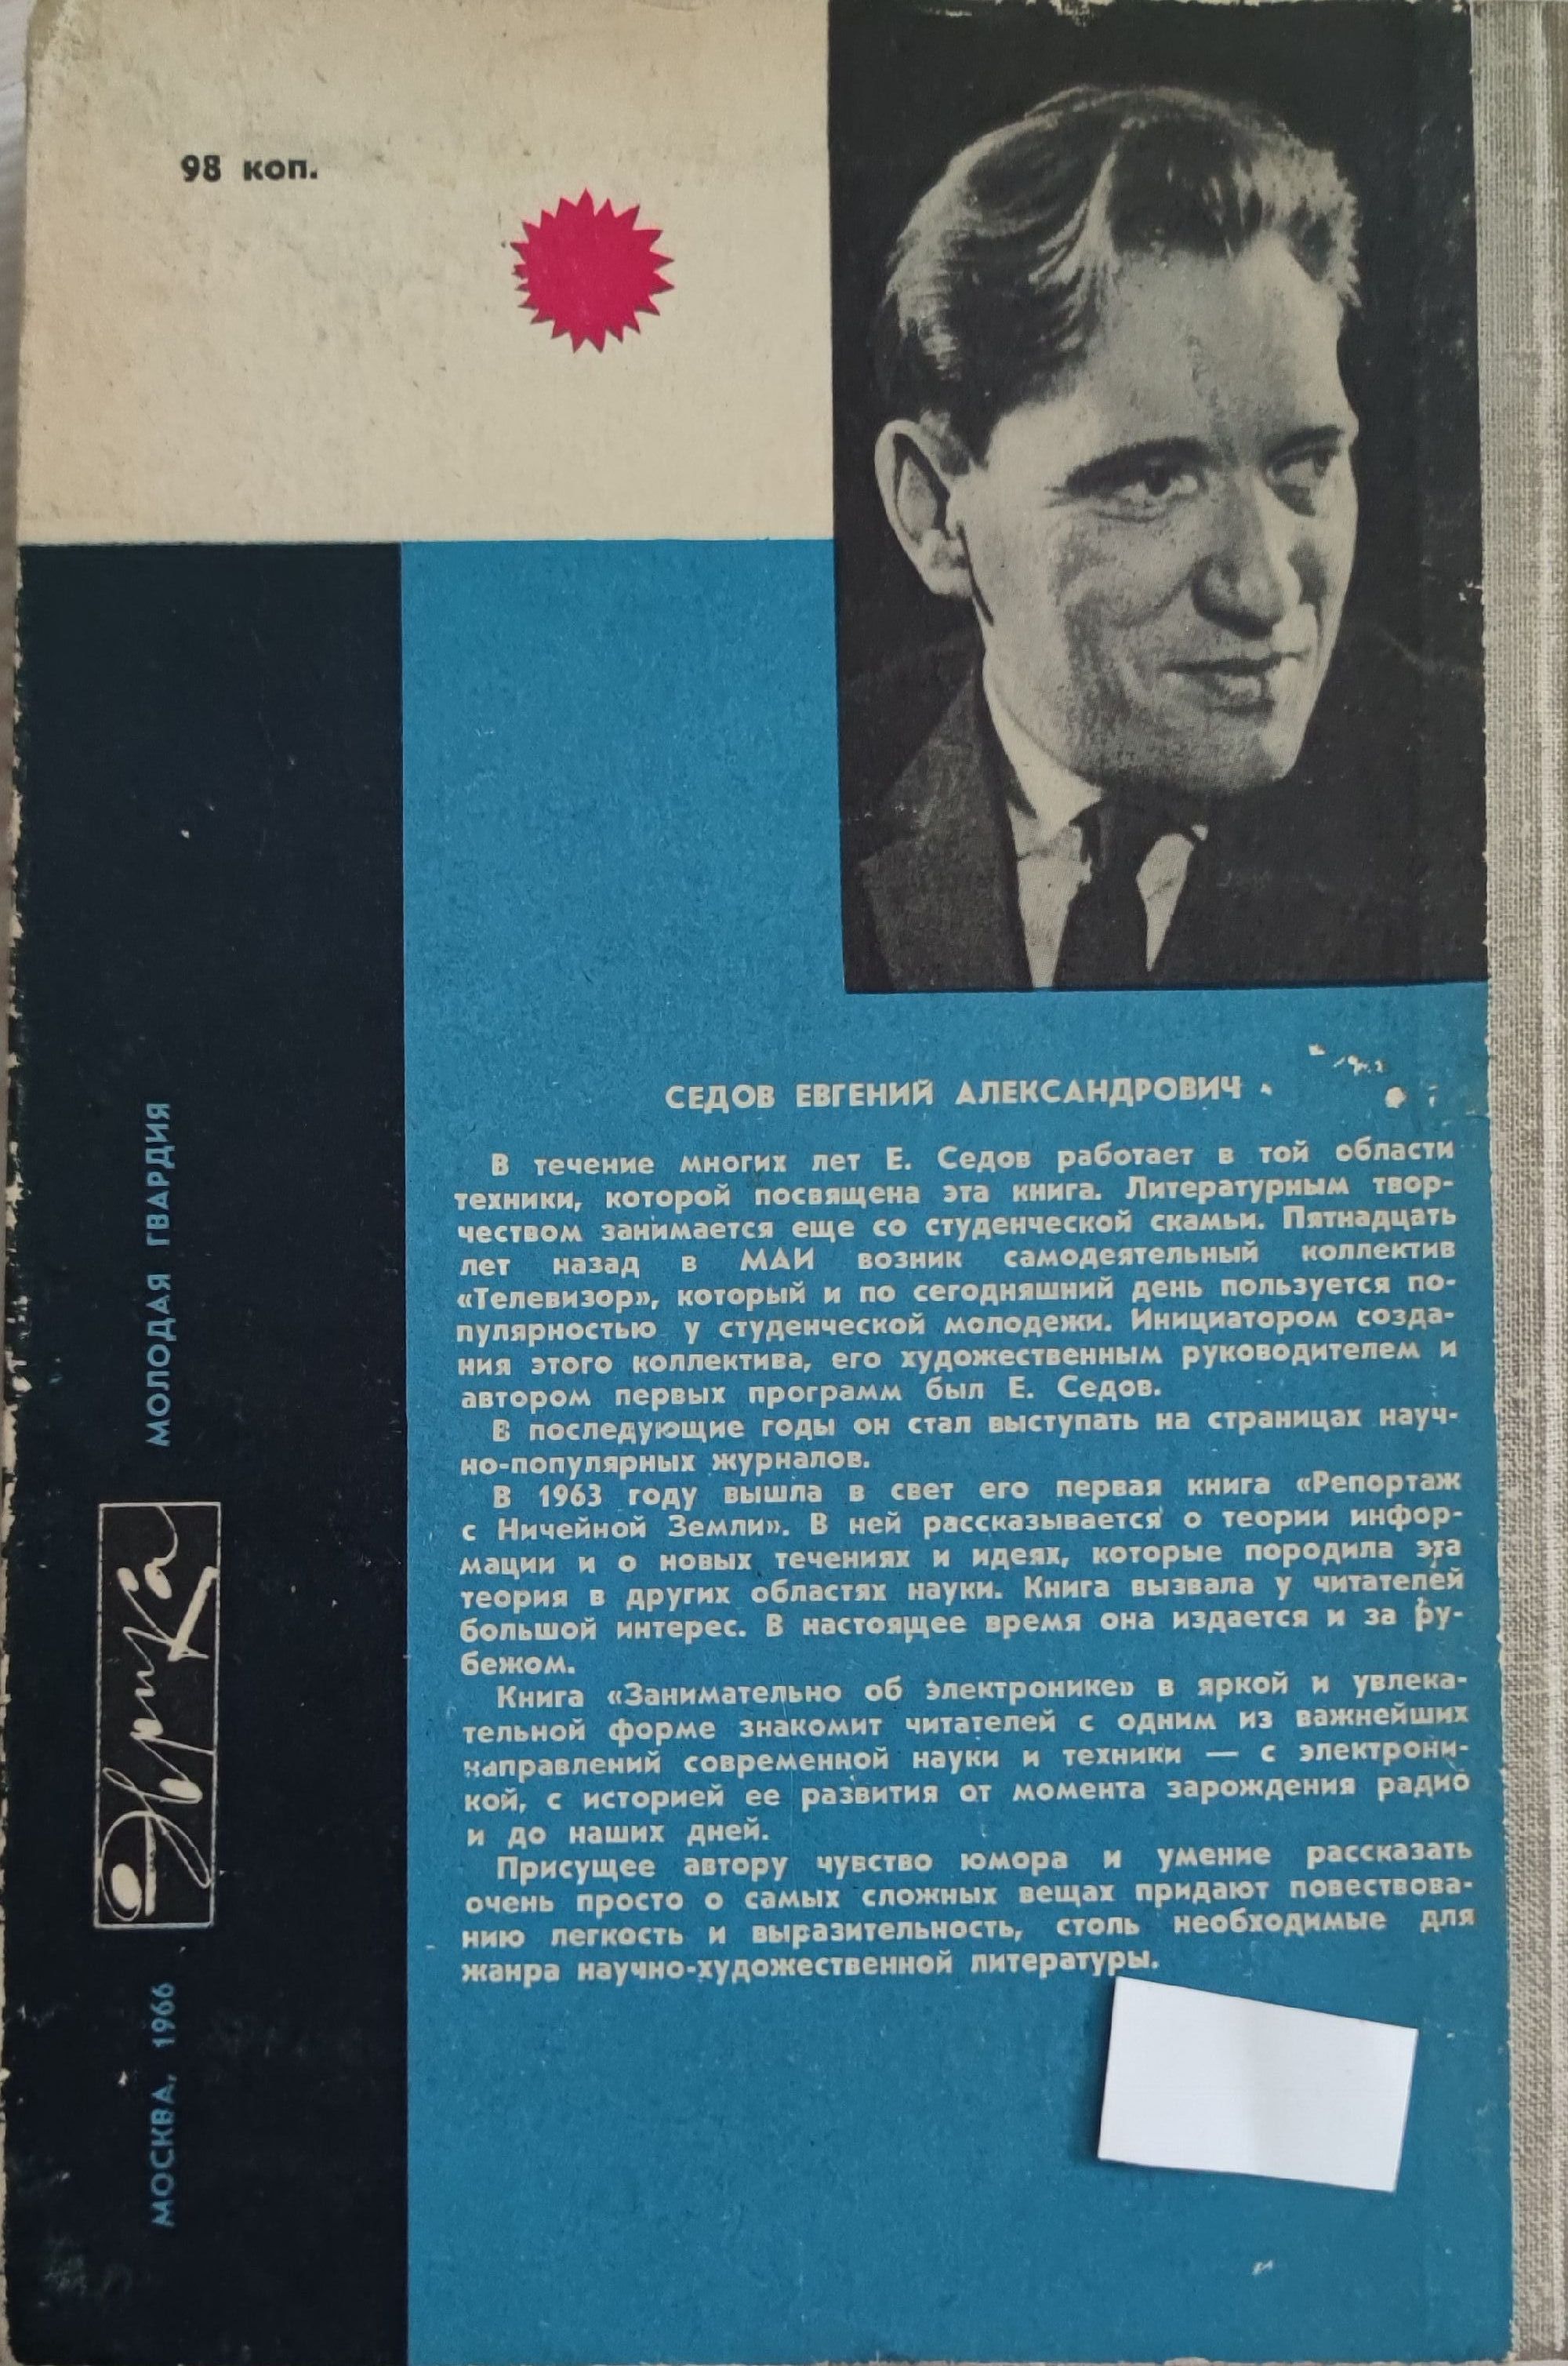 98 коп.
СЕДОВ ЕВГЕНИЙ АЛЕКСАНДРОВИЧ
В течение многих лет Е. Седов работает в той области
техники, которой посвящена эта книга. Литературным твор-
чеством занимается еще со студенческой скамьи. Пятнадцать
лет назад в МАИ возник самодеятельный коллектив
«Телевизор», который и по сегодняшний день пользуется по-
пулярностью у студенческой молодежи. Инициатором созда-
ния этого коллектива, его художественным руководителем и
автором первых программ был Е. Седов.
В последующие годы он стал выступать на страницах науч-
но-популярных журналов.
В 1963 году вышла в свет его первая книга «Репортаж
с Ничейной Земли». В ней рассказывается о теории инфор-
мации и о новых течениях и идеях, которые породила эта
теория в других областях науки. Книга вызвала у читателей
большой интерес. В настоящее время она издается и за ру-
бежом.
Книга «Занимательно об электронике» в яркой и увлека-
тельной форме знакомит читателей с одним из важнейших
направлений современной науки и техники — с электрони-
кой, с историей ее развития от момента зарождения радио
и до наших дней.
Присущее автору чувство юмора и умение рассказать
очень просто о самых сложных вещах придают повествова-
нию легкость и выразительность, столь необходимые для
жанра научно-художественной литературы.
МОСКВА, 1966
Эврика
МОЛОДАЯ ГВАРДИЯ